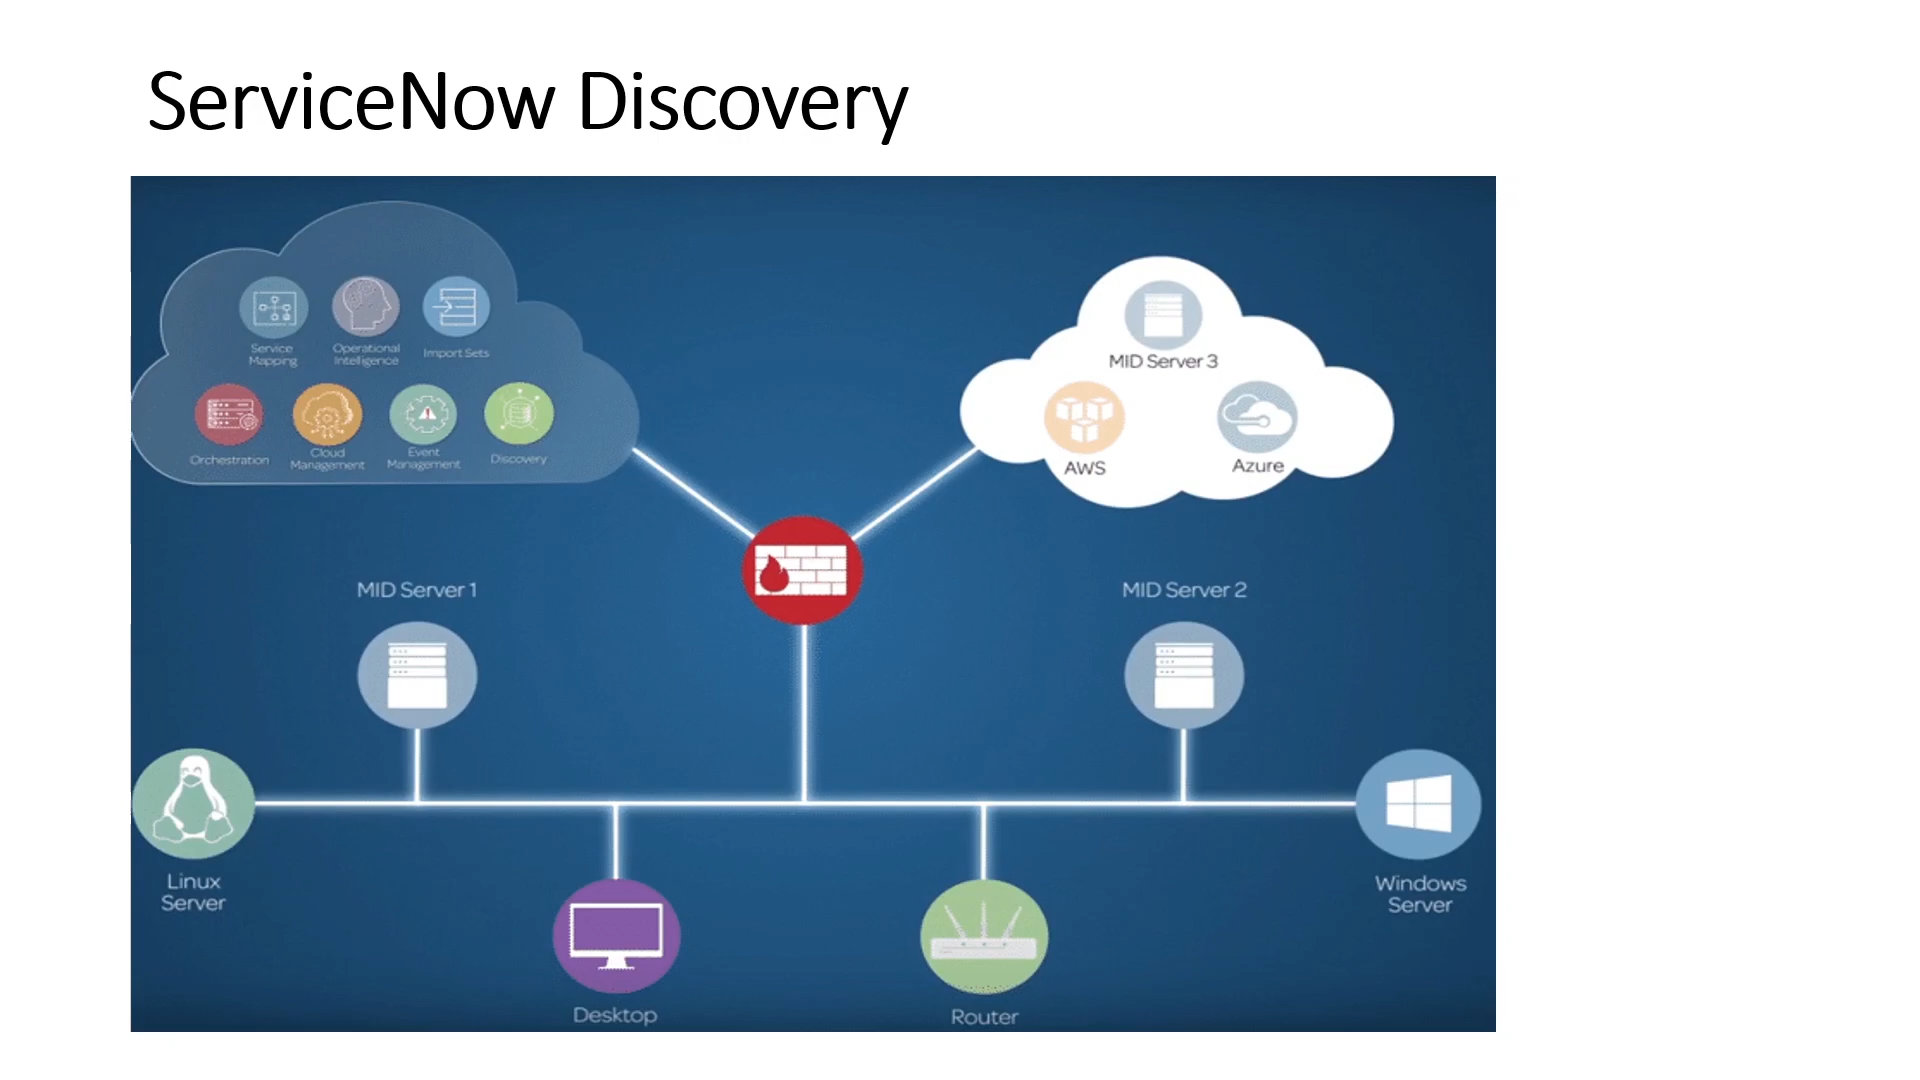 ServiceNow Discovery
Service
Mapping
Operational
Intelligence
Import Sets
Orchestration
Cloud
Management
Event
Management
Discovery
MID Server 3
AWS
Azure
MID Server 1
MID Server 2
Linux
Server
Windows
Server
Desktop
Router